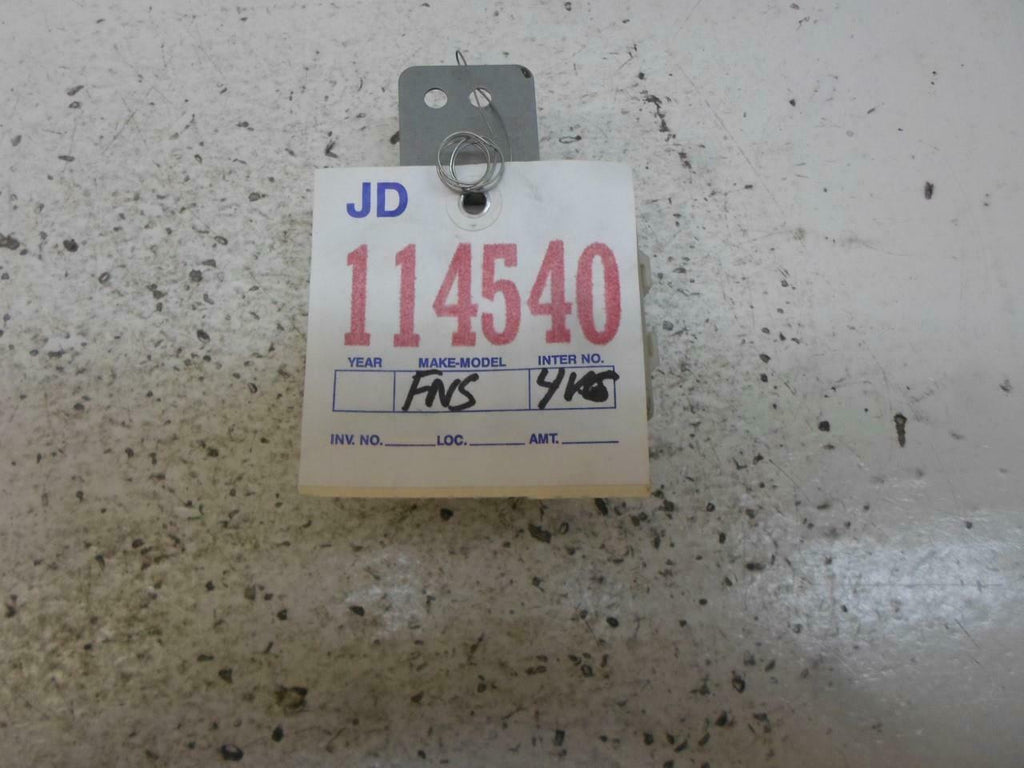 JD
114540
YEAR MAKE-MODEL INTER NO.
FNS
INV. NO. LOC. AMT.